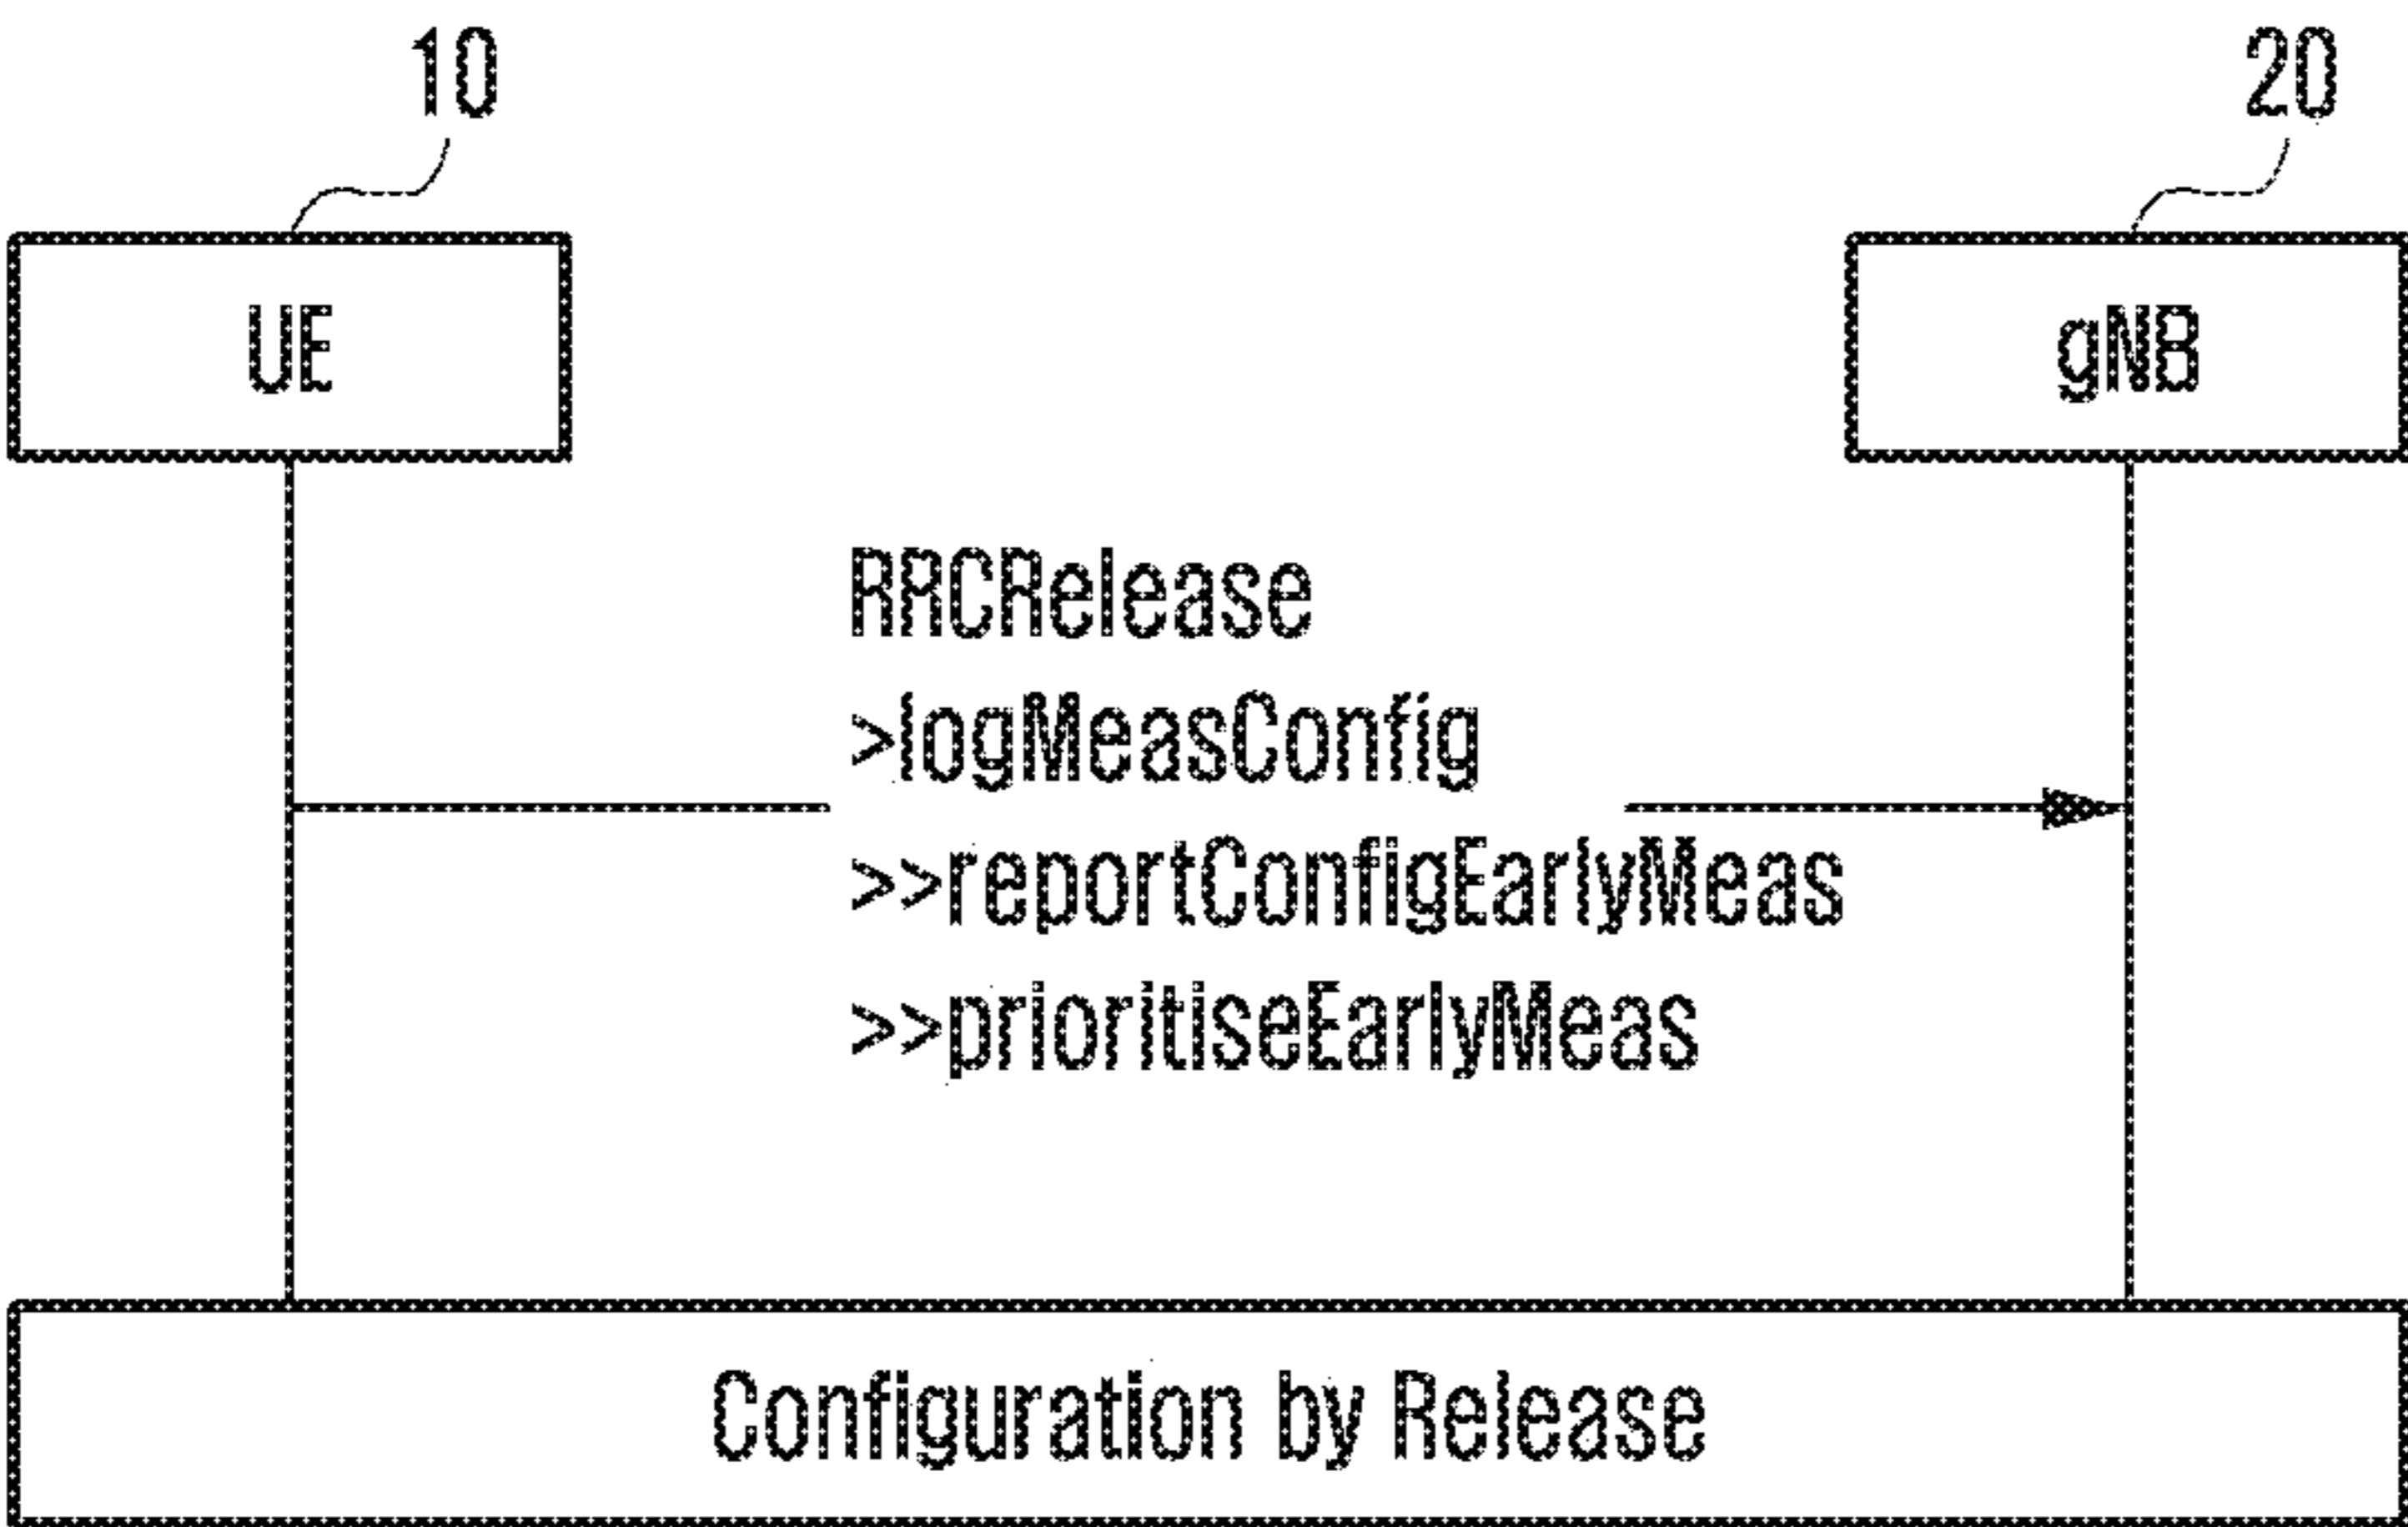 10
20
UE
gNB
RRCRelease
>logMeasConfig
>>reportConfigEarlyMeas
>>prioritiseEarlyMeas
Configuration by Release